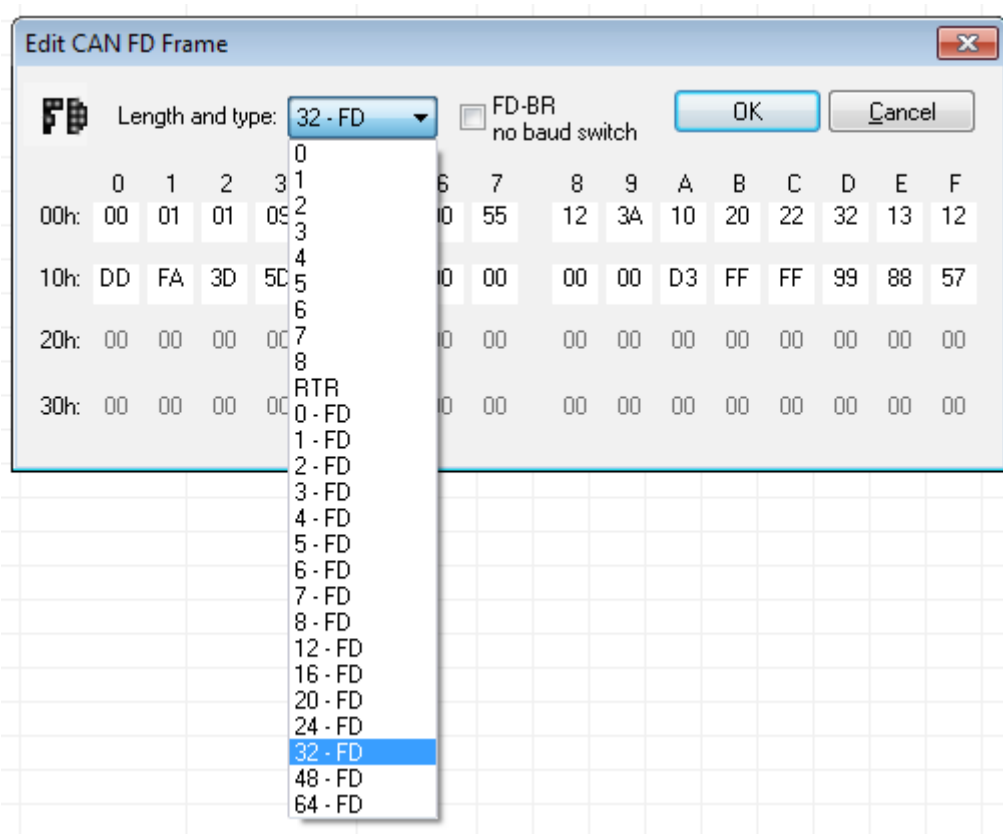 Edit CAN FD Frame
FD Length and type: 32 - FD FD-BR no baud switch OK Cancel
0 1 2 3 6 7 8 9 A B C D E F
00h: 00 01 01 09 55 12 3A 10 20 22 32 13 12
10h: DD FA 3D 5D 00 00 00 D3 FF FF 99 88 57
20h: 00 00 00 00 00 00 00 00 00 00 00 00 00
30h: 00 00 00 00 00 00 00 00 00 00 00 00 00
0
1
2
3
4
5
6
7
8
RTR
0 - FD
1 - FD
2 - FD
3 - FD
4 - FD
5 - FD
6 - FD
7 - FD
8 - FD
12 - FD
16 - FD
20 - FD
24 - FD
32 - FD
48 - FD
64 - FD